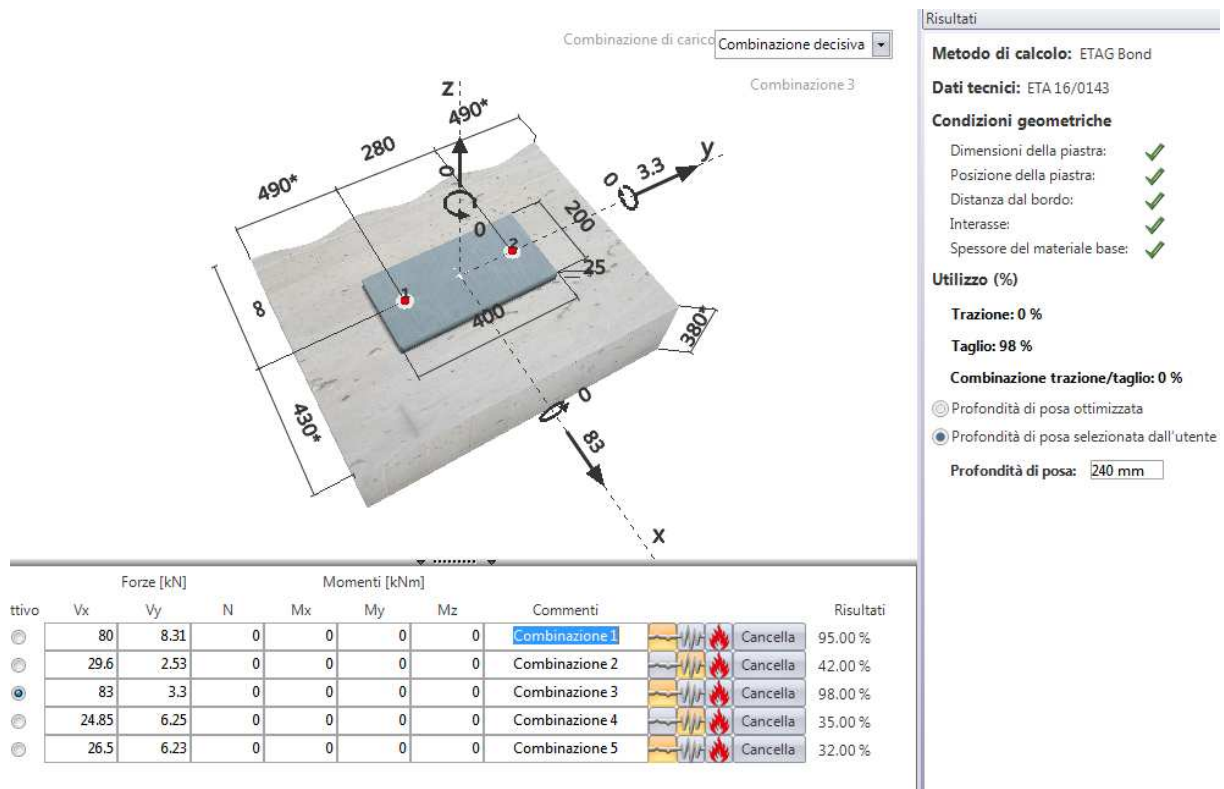 Combinazione di carico Combinazione decisiva
Combinazione 3
Z
490*
280
490*
0
0
y
3.3
0
200
2
25
1
400
8
380*
430*
0
83
x
Forze [kN] Momenti [kNm]
ttivo Vx Vy N Mx My Mz Commenti Risultati
80 8.31 0 0 0 0 Combinazione 1 Cancella 95.00 %
29.6 2.53 0 0 0 0 Combinazione 2 Cancella 42.00 %
83 3.3 0 0 0 0 Combinazione 3 Cancella 98.00 %
24.85 6.25 0 0 0 0 Combinazione 4 Cancella 35.00 %
26.5 6.23 0 0 0 0 Combinazione 5 Cancella 32.00 %
Risultati
Metodo di calcolo: ETAG Bond
Dati tecnici: ETA 16/0143
Condizioni geometriche
Dimensioni della piastra:
Posizione della piastra:
Distanza dal bordo:
Interasse:
Spessore del materiale base:
Utilizzo (%)
Trazione: 0 %
Taglio: 98 %
Combinazione trazione/taglio: 0 %
Profondità di posa ottimizzata
Profondità di posa selezionata dall'utente
Profondità di posa: 240 mm